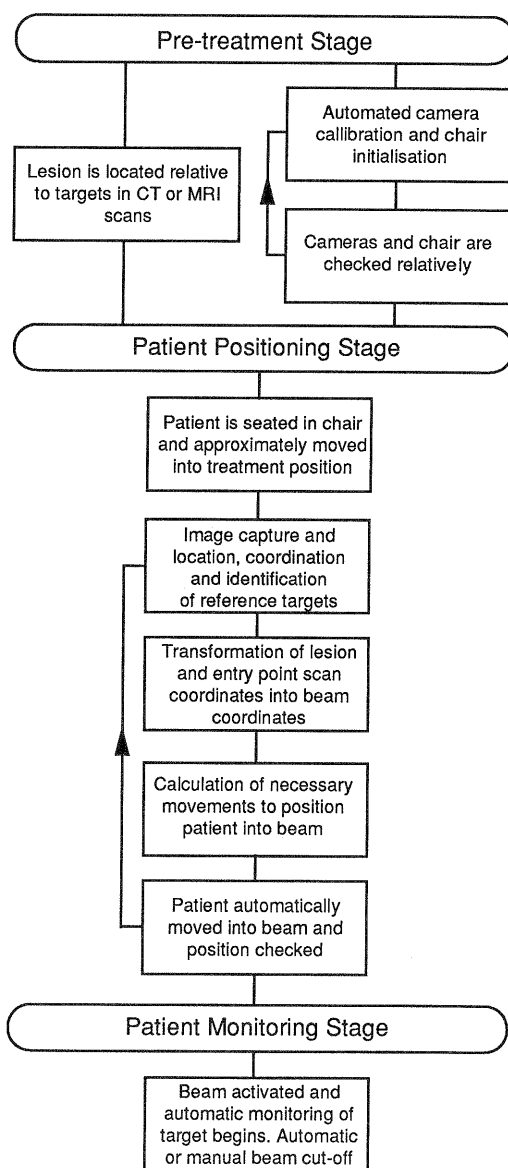 Pre-treatment Stage
Lesion is located relative
to targets in CT or MRI
scans
Automated camera
callibration and chair
initialisation
Cameras and chair are
checked relatively
Patient Positioning Stage
Patient is seated in chair
and approximately moved
into treatment position
Image capture and
location, coordination
and identification
of reference targets
Transformation of lesion
and entry point scan
coordinates into beam
coordinates
Calculation of necessary
movements to position
patient into beam
Patient automatically
moved into beam and
position checked
Patient Monitoring Stage
Beam activated and
automatic monitoring of
target begins. Automatic
or manual beam cut-off